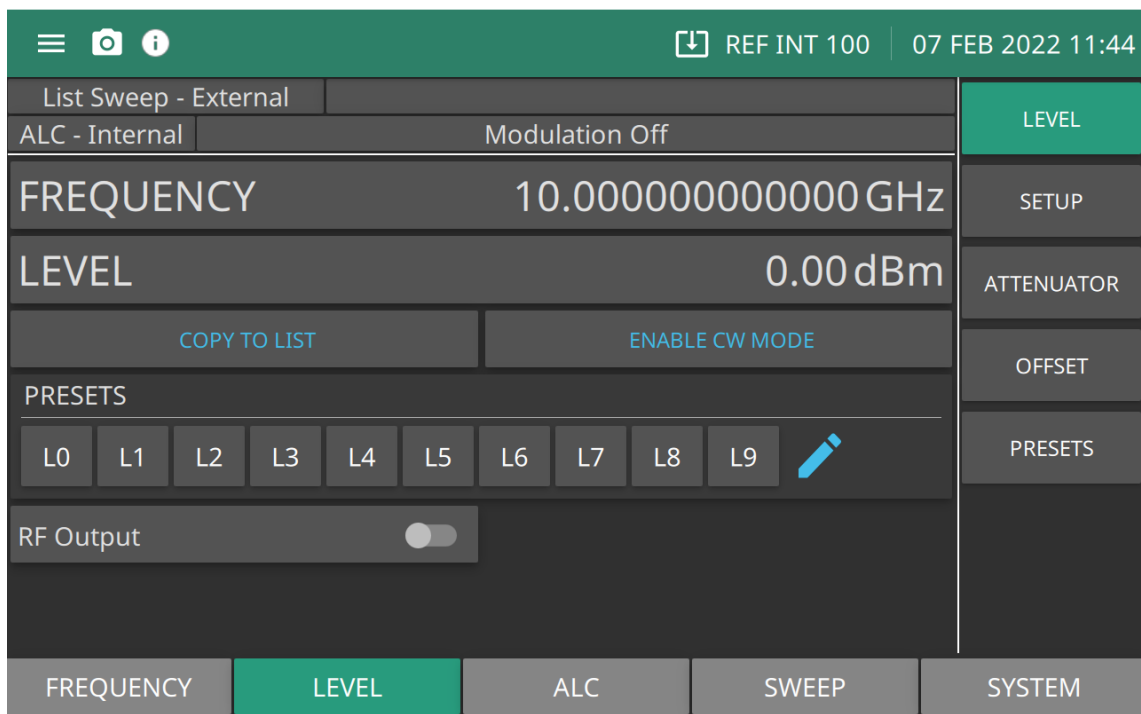 REF INT 100 07 FEB 2022 11:44
List Sweep - External
ALC - Internal Modulation Off
FREQUENCY 10.000000000000 GHz
LEVEL 0.00 dBm
COPY TO LIST ENABLE CW MODE
PRESETS
L0 L1 L2 L3 L4 L5 L6 L7 L8 L9
RF Output
LEVEL
SETUP
ATTENUATOR
OFFSET
PRESETS
FREQUENCY LEVEL ALC SWEEP SYSTEM